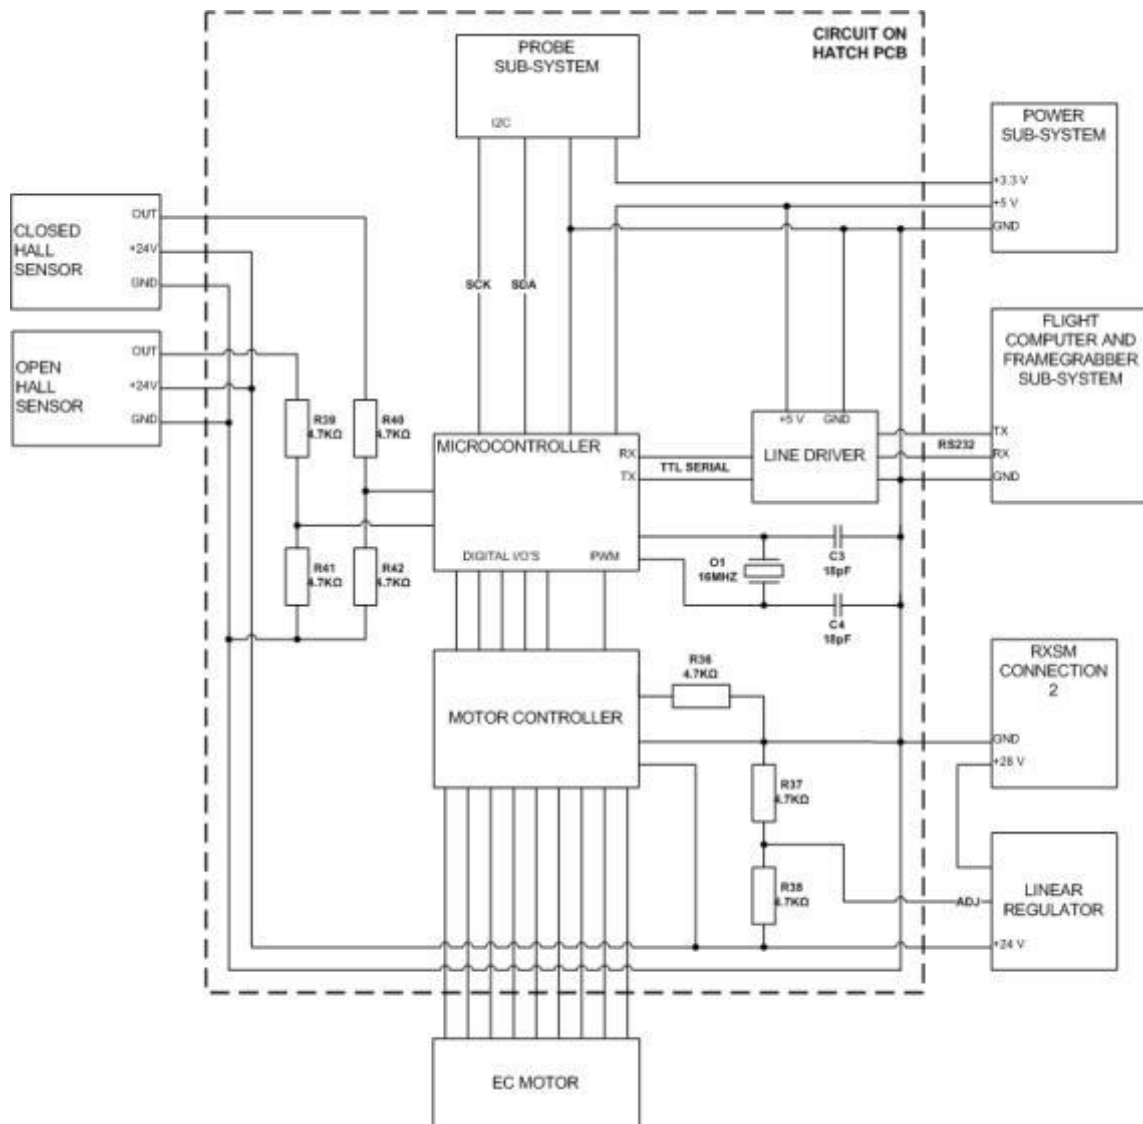 CIRCUIT ON
HATCH PCB
PROBE
SUB-SYSTEM
I2C
POWER
SUB-SYSTEM
+3.3 V
+5 V
GND
CLOSED
HALL
SENSOR
OUT
+24V
GND
OPEN
HALL
SENSOR
OUT
+24V
GND
SCK
SDA
FLIGHT
COMPUTER AND
FRAMEGRABBER
SUB-SYSTEM
TX
RX
GND
RS232
+5 V
GND
LINE DRIVER
R39
4.7KΩ
R40
4.7KΩ
MICROCONTROLLER
RX
TX
TTL SERIAL
DIGITAL I/O'S
PWM
R41
4.7KΩ
R42
4.7KΩ
O1
16MHZ
C3
18pF
C4
18pF
RXSM
CONNECTION
2
GND
+28 V
R36
4.7KΩ
MOTOR CONTROLLER
R37
4.7KΩ
R38
4.7KΩ
ADJ
LINEAR
REGULATOR
+24 V
EC MOTOR